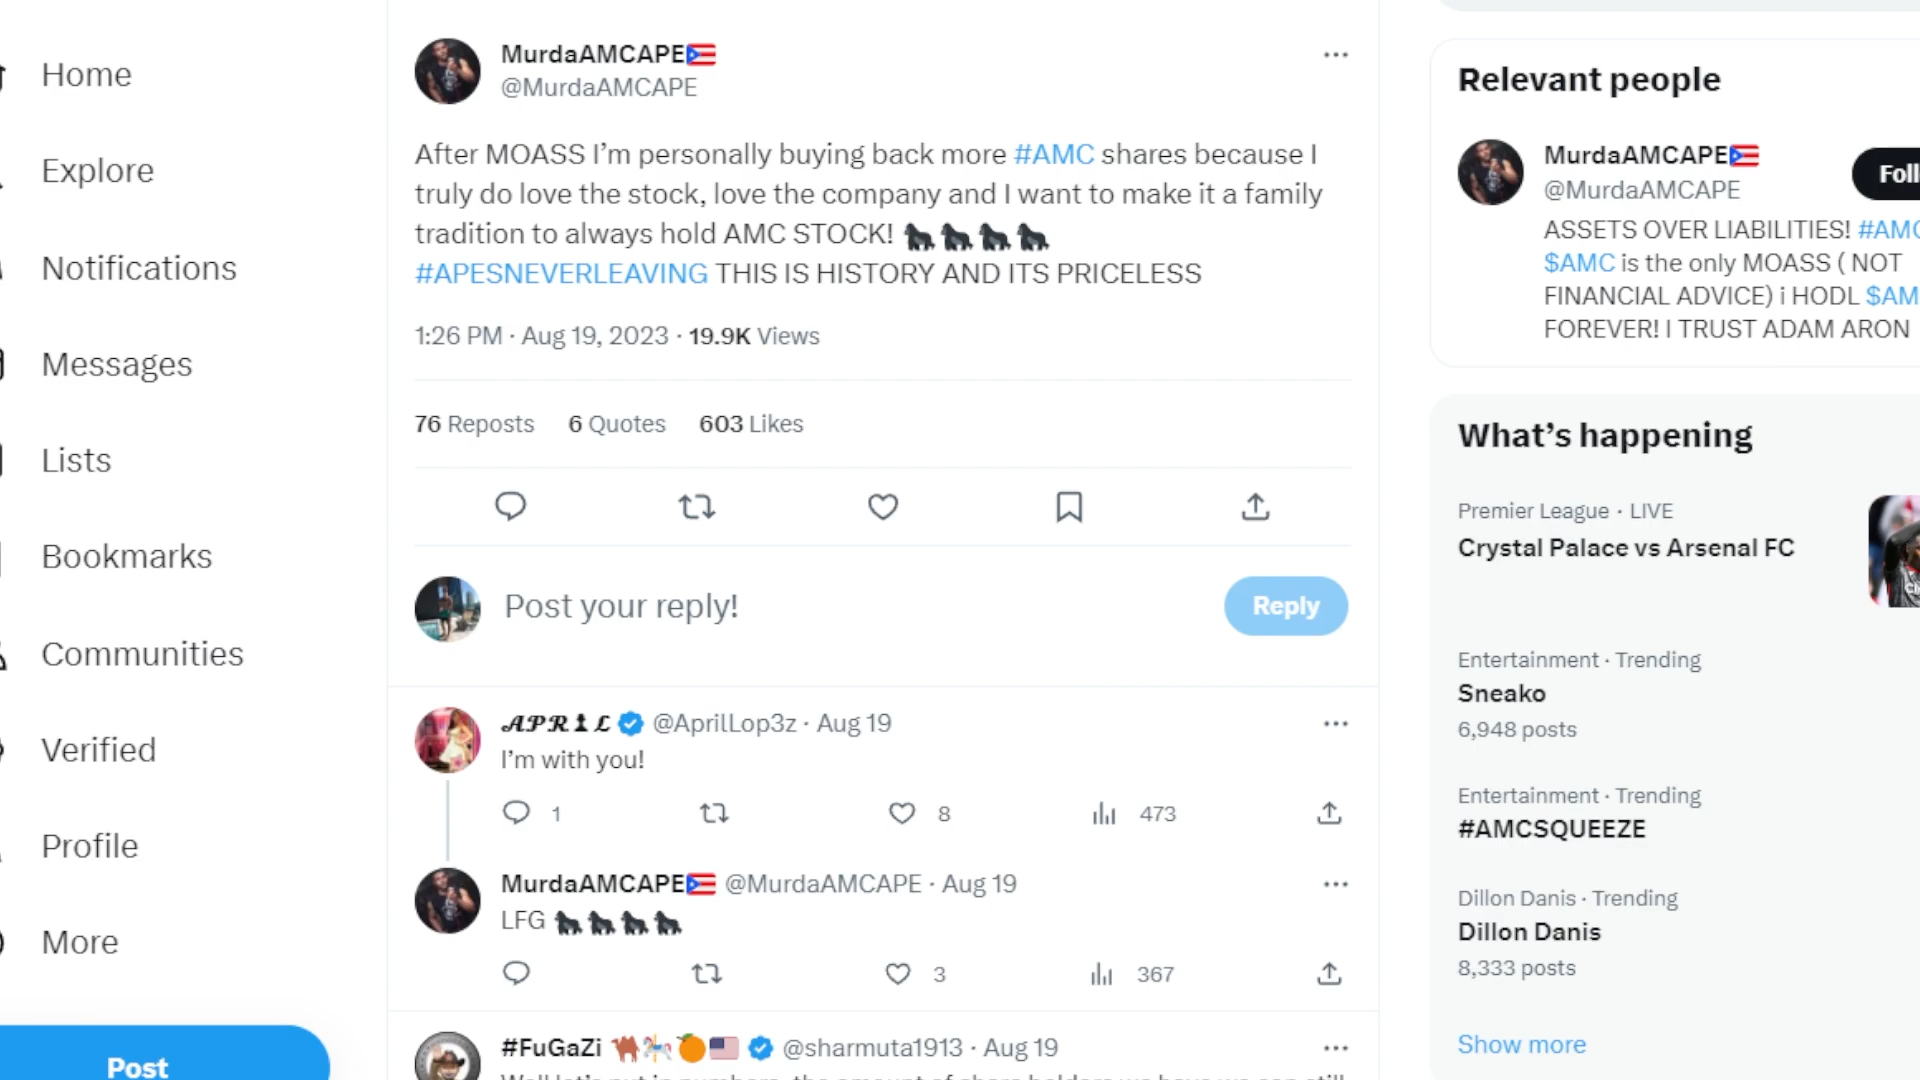 Home
Explore
Notifications
Messages
Lists
Bookmarks
Communities
Verified
Profile
More
Post
MurdaAMCAPE🇵🇷
@MurdaAMCAPE
After MOASS I’m personally buying back more #AMC shares because I
truly do love the stock, love the company and I want to make it a family
tradition to always hold AMC STOCK! 🦍🦍🦍🦍
#APESNEVERLEAVING THIS IS HISTORY AND ITS PRICELESS
1:26 PM · Aug 19, 2023 · 19.9K Views
76 Reposts 6 Quotes 603 Likes
Post your reply!
Reply
𝓐𝓟𝓡♟𝓛 @AprilLop3z · Aug 19
I’m with you!
1 8 473
MurdaAMCAPE🇵🇷 @MurdaAMCAPE · Aug 19
LFG 🦍🦍🦍🦍
3 367
#FuGaZi 🐫🎠🍊🇺🇸 @sharmuta1913 · Aug 19
Relevant people
MurdaAMCAPE🇵🇷
@MurdaAMCAPE
Foll
ASSETS OVER LIABILITIES! #AMC
$AMC is the only MOASS ( NOT
FINANCIAL ADVICE) i HODL $AM
FOREVER! I TRUST ADAM ARON
What’s happening
Premier League · LIVE
Crystal Palace vs Arsenal FC
Entertainment · Trending
Sneako
6,948 posts
Entertainment · Trending
#AMCSQUEEZE
Dillon Danis · Trending
Dillon Danis
8,333 posts
Show more